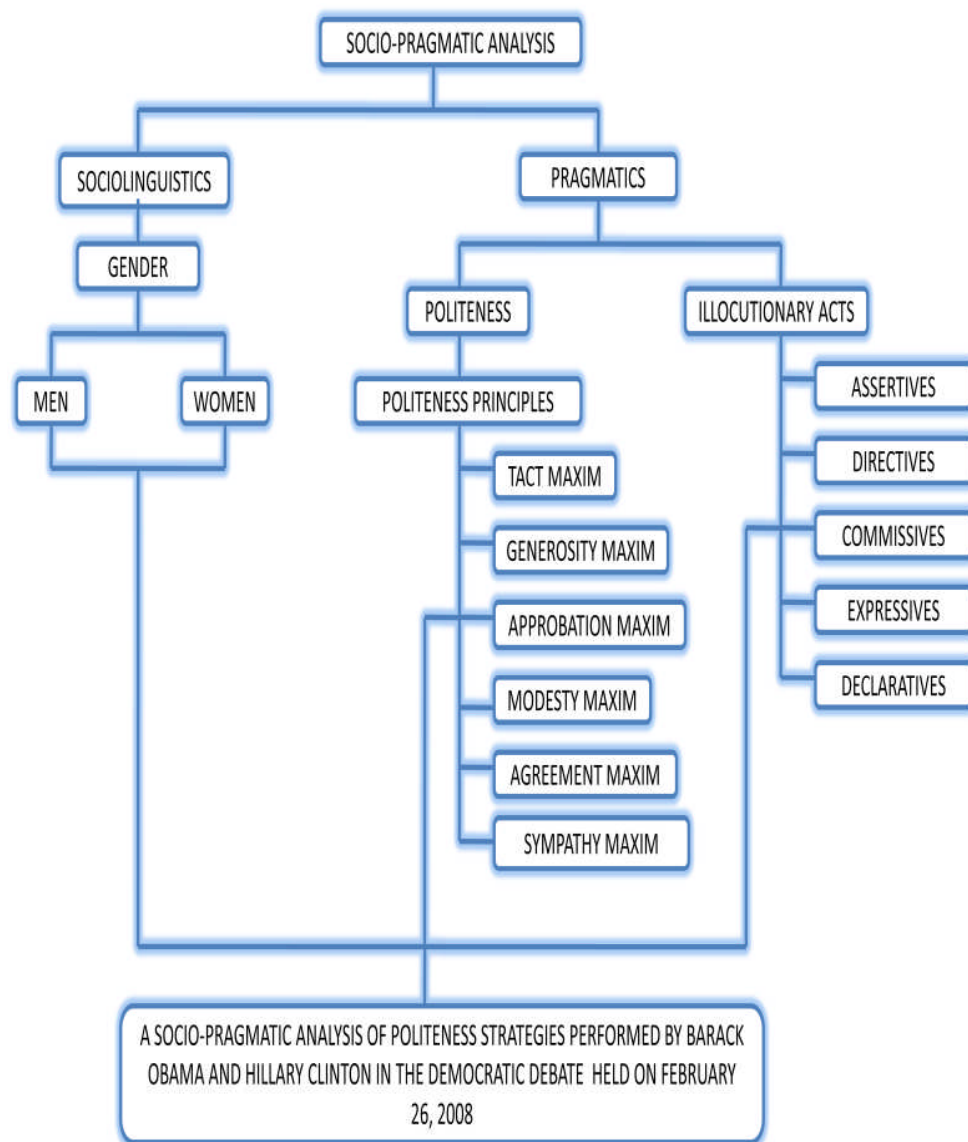 SOCIO-PRAGMATIC ANALYSIS
SOCIOLINGUISTICS
PRAGMATICS
GENDER
POLITENESS
ILLOCUTIONARY ACTS
MEN
WOMEN
POLITENESS PRINCIPLES
ASSERTIVES
TACT MAXIM
DIRECTIVES
GENEROSITY MAXIM
COMMISSIVES
APPROBATION MAXIM
EXPRESSIVES
MODESTY MAXIM
DECLARATIVES
AGREEMENT MAXIM
SYMPATHY MAXIM
A SOCIO-PRAGMATIC ANALYSIS OF POLITENESS STRATEGIES PERFORMED BY BARACK
OBAMA AND HILLARY CLINTON IN THE DEMOCRATIC DEBATE HELD ON FEBRUARY
26, 2008